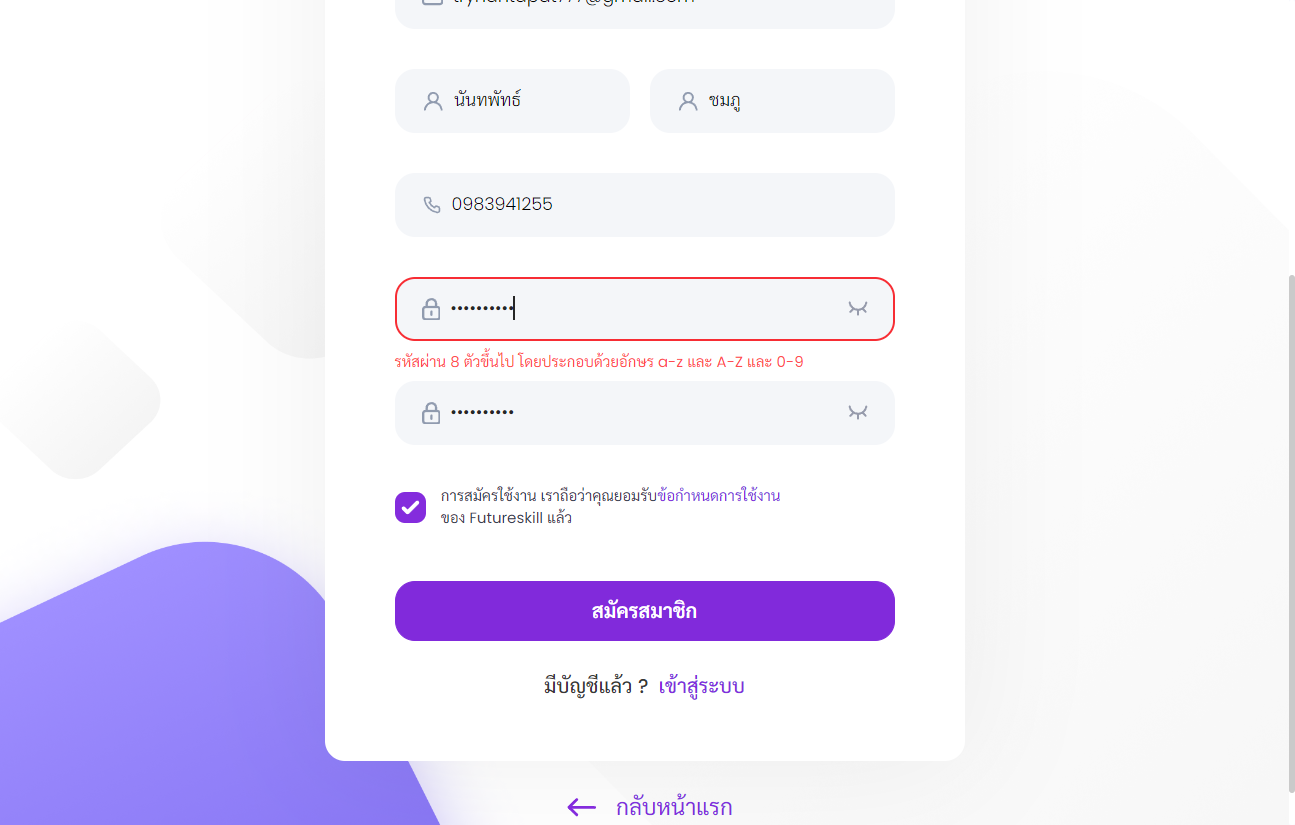 นันทพัทธ์ ชมภู
0983941255
••••••••••
รหัสผ่าน 8 ตัวขึ้นไป โดยประกอบด้วยอักษร a-z และ A-Z และ 0-9
••••••••••
การสมัครใช้งาน เราถือว่าคุณยอมรับข้อกำหนดการใช้งาน
ของ Futureskill แล้ว
สมัครสมาชิก
มีบัญชีแล้ว ? เข้าสู่ระบบ
← กลับหน้าแรก